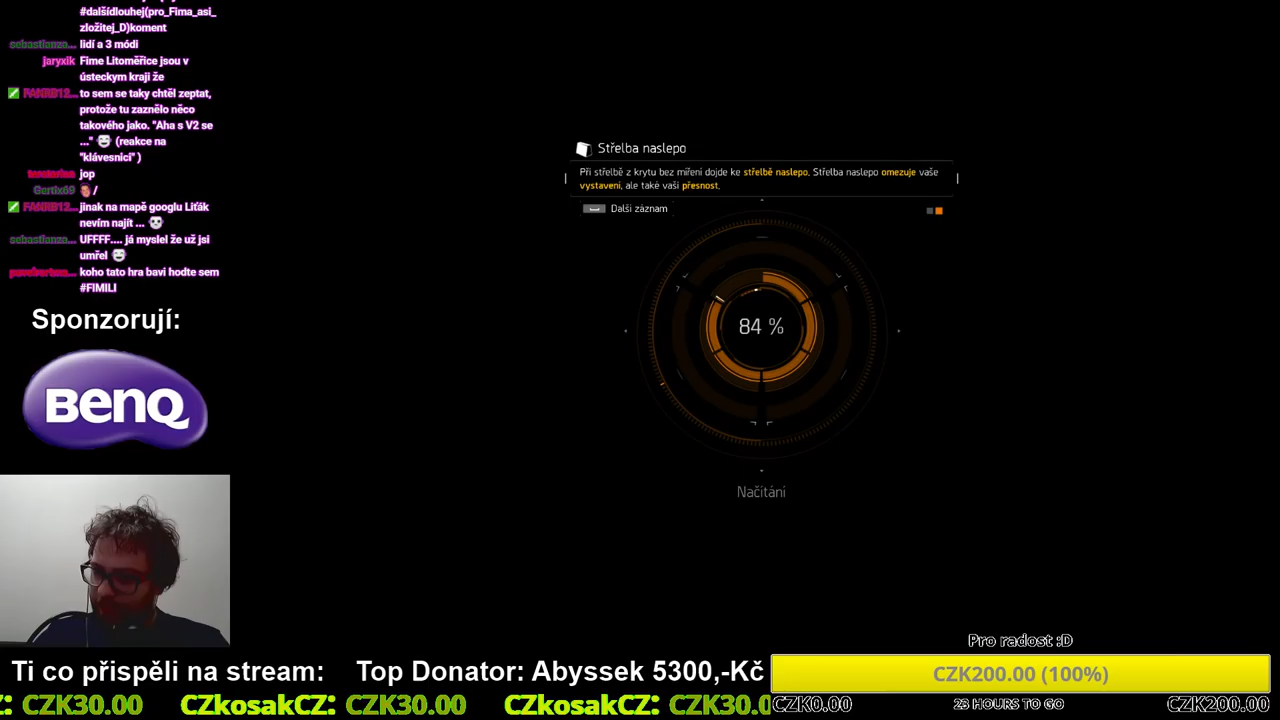 #dalšídlouhej(pro_Fima_asi_
zložitej_D)koment
lidí a 3 módi
jaryxik Fime Litoměřice jsou v
ústeckym kraji že
to sem se taky chtěl zeptat,
protože tu zaznělo něco
takového jako. "Aha s V2 se
..." (reakce na
"klávesnici" )
jop
Gertix69 /
jinak na mapě googlu Liťák
nevím najít ...
UFFFF.... já myslel že už jsi
umřel
koho tato hra bavi hodte sem
#FIMILI
Sponzorují:
BenQ
Střelba naslepo
Při střelbě z krytu bez míření dojde ke střelbě naslepo. Střelba naslepo omezuje vaše
vystavení, ale také vaši přesnost.
Další záznam
84 %
Načítání
Pro radost :D
Ti co přispěli na stream: Top Donator: Abyssek 5300,-Kč
CZK200.00 (100%)
: CZK30.00 CZkosakCZ: CZK30.00 CZkosakCZ: CZK30.0
CZK0.00 23 HOURS TO GO CZK200.00